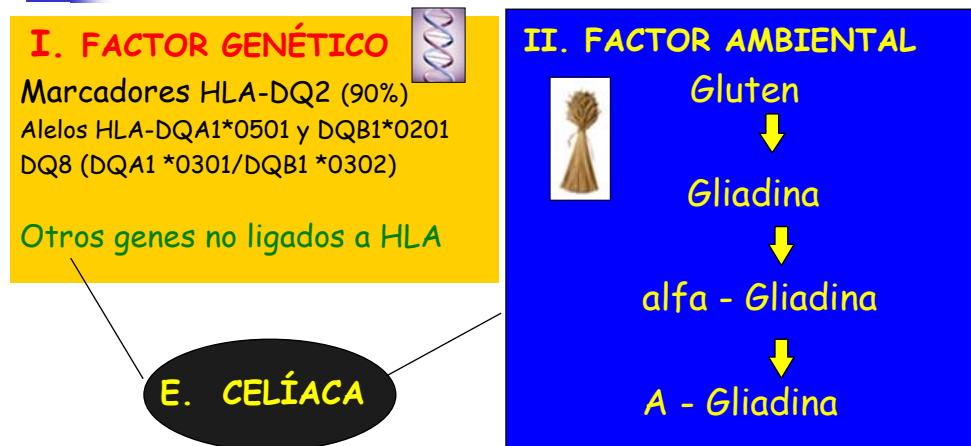 I. FACTOR GENÉTICO
Marcadores HLA-DQ2 (90%)
Alelos HLA-DQA1*0501 y DQB1*0201
DQ8 (DQA1 *0301/DQB1 *0302)
Otros genes no ligados a HLA
II. FACTOR AMBIENTAL
Gluten
Gliadina
alfa - Gliadina
A - Gliadina
E. CELÍACA